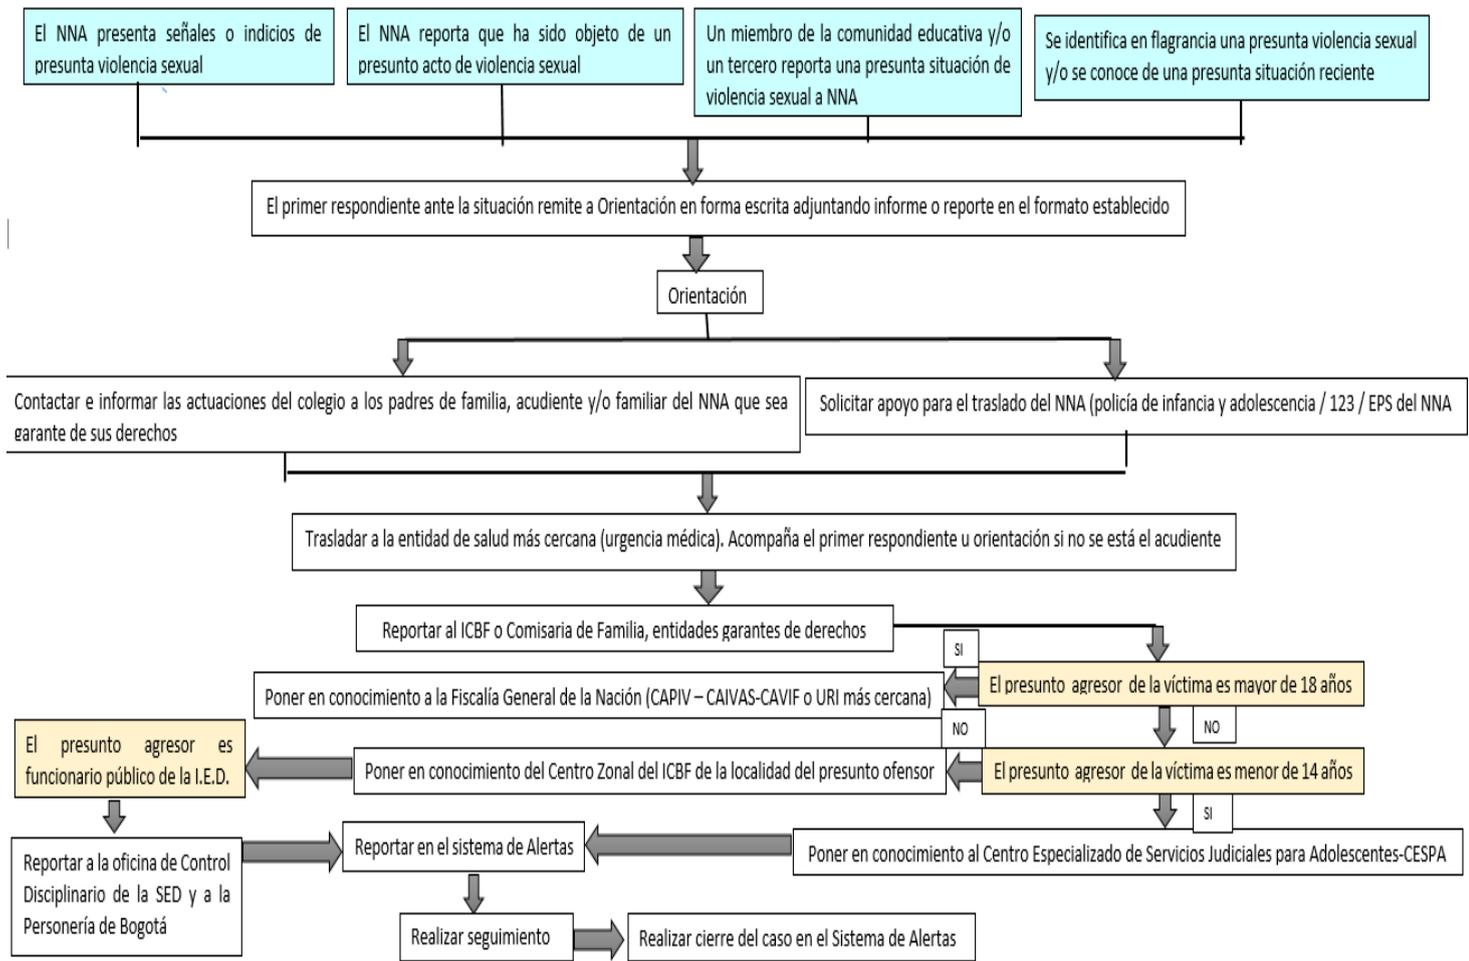 El NNA presenta señales o indicios de
presunta violencia sexual
El NNA reporta que ha sido objeto de un
presunto acto de violencia sexual
Un miembro de la comunidad educativa y/o
un tercero reporta una presunta situación de
violencia sexual a NNA
Se identifica en flagrancia una presunta violencia sexual
y/o se conoce de una presunta situación reciente
El primer respondiente ante la situación remite a Orientación en forma escrita adjuntando informe o reporte en el formato establecido
Orientación
Contactar e informar las actuaciones del colegio a los padres de familia, acudiente y/o familiar del NNA que sea
garante de sus derechos
Solicitar apoyo para el traslado del NNA (policía de infancia y adolescencia / 123 / EPS del NNA
Trasladar a la entidad de salud más cercana (urgencia médica). Acompaña el primer respondiente u orientación si no se está el acudiente
Reportar al ICBF o Comisaria de Familia, entidades garantes de derechos
SI
El presunto agresor de la víctima es mayor de 18 años
Poner en conocimiento a la Fiscalía General de la Nación (CAPIV – CAIVAS-CAVIF o URI más cercana)
NO
NO
El presunto agresor es
funcionario público de la I.E.D.
Poner en conocimiento del Centro Zonal del ICBF de la localidad del presunto ofensor
El presunto agresor de la víctima es menor de 14 años
SI
Reportar a la oficina de Control
Disciplinario de la SED y a la
Personería de Bogotá
Reportar en el sistema de Alertas
Poner en conocimiento al Centro Especializado de Servicios Judiciales para Adolescentes-CESPA
Realizar seguimiento
Realizar cierre del caso en el Sistema de Alertas